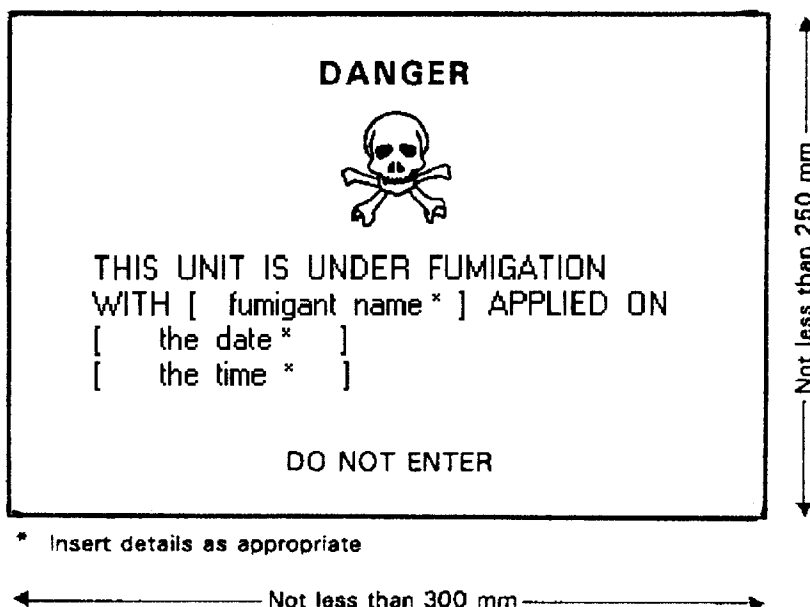 DANGER
THIS UNIT IS UNDER FUMIGATION
WITH [ fumigant name* ] APPLIED ON
[ the date* ]
[ the time * ]
DO NOT ENTER
* Insert details as appropriate
Not less than 300 mm
Not less than 250 mm